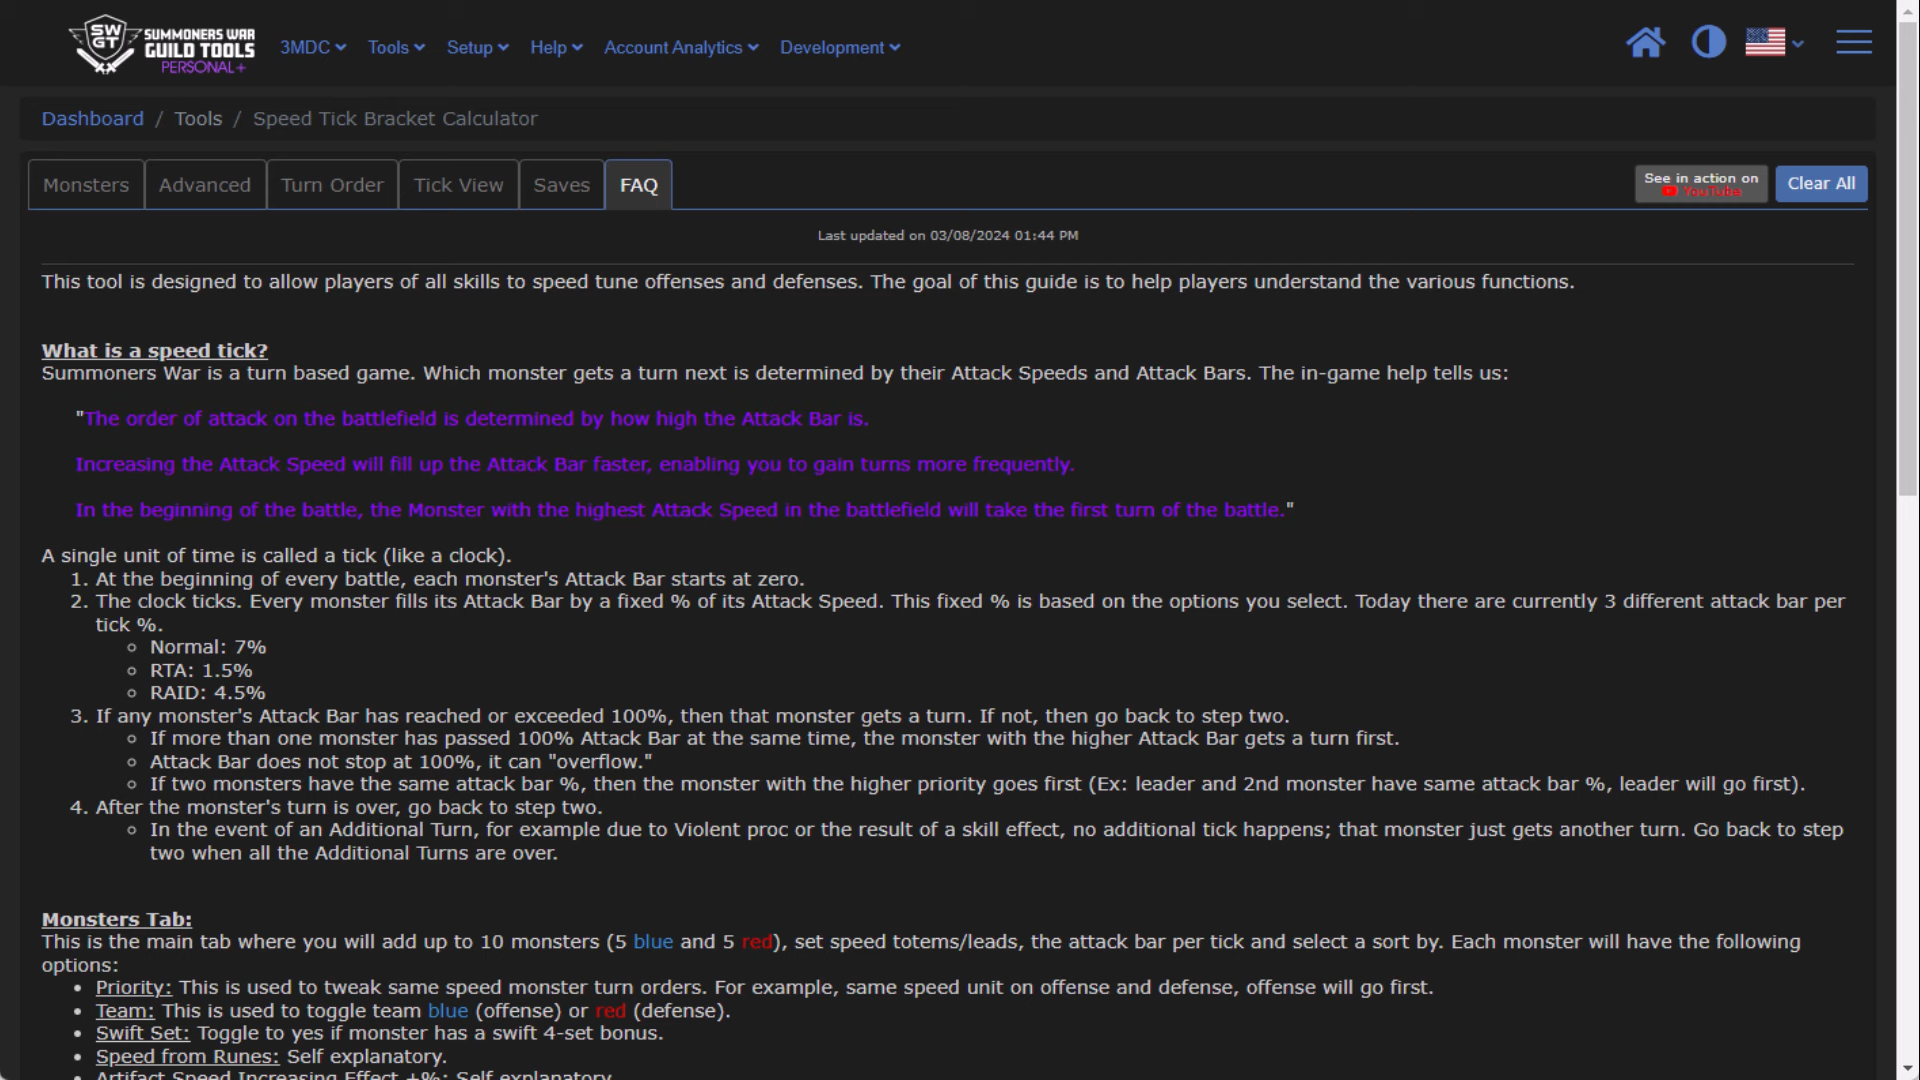 SW
GT
SUMMONERS WAR
GUILD TOOLS
PERSONAL+
3MDC
Tools
Setup
Help
Account Analytics
Development
Dashboard / Tools / Speed Tick Bracket Calculator
Monsters
Advanced
Turn Order
Tick View
Saves
FAQ
See in action on
YouTube
Clear All
Last updated on 03/08/2024 01:44 PM
This tool is designed to allow players of all skills to speed tune offenses and defenses. The goal of this guide is to help players understand the various functions.
What is a speed tick?
Summoners War is a turn based game. Which monster gets a turn next is determined by their Attack Speeds and Attack Bars. The in-game help tells us:
"The order of attack on the battlefield is determined by how high the Attack Bar is.
Increasing the Attack Speed will fill up the Attack Bar faster, enabling you to gain turns more frequently.
In the beginning of the battle, the Monster with the highest Attack Speed in the battlefield will take the first turn of the battle."
A single unit of time is called a tick (like a clock).
1. At the beginning of every battle, each monster's Attack Bar starts at zero.
2. The clock ticks. Every monster fills its Attack Bar by a fixed % of its Attack Speed. This fixed % is based on the options you select. Today there are currently 3 different attack bar per
tick %.
Normal: 7%
RTA: 1.5%
RAID: 4.5%
3. If any monster's Attack Bar has reached or exceeded 100%, then that monster gets a turn. If not, then go back to step two.
If more than one monster has passed 100% Attack Bar at the same time, the monster with the higher Attack Bar gets a turn first.
Attack Bar does not stop at 100%, it can "overflow."
If two monsters have the same attack bar %, then the monster with the higher priority goes first (Ex: leader and 2nd monster have same attack bar %, leader will go first).
4. After the monster's turn is over, go back to step two.
In the event of an Additional Turn, for example due to Violent proc or the result of a skill effect, no additional tick happens; that monster just gets another turn. Go back to step
two when all the Additional Turns are over.
Monsters Tab:
This is the main tab where you will add up to 10 monsters (5 blue and 5 red), set speed totems/leads, the attack bar per tick and select a sort by. Each monster will have the following
options:
Priority: This is used to tweak same speed monster turn orders. For example, same speed unit on offense and defense, offense will go first.
Team: This is used to toggle team blue (offense) or red (defense).
Swift Set: Toggle to yes if monster has a swift 4-set bonus.
Speed from Runes: Self explanatory.
Artifact Speed Increasing Effect +%: Self explanatory.